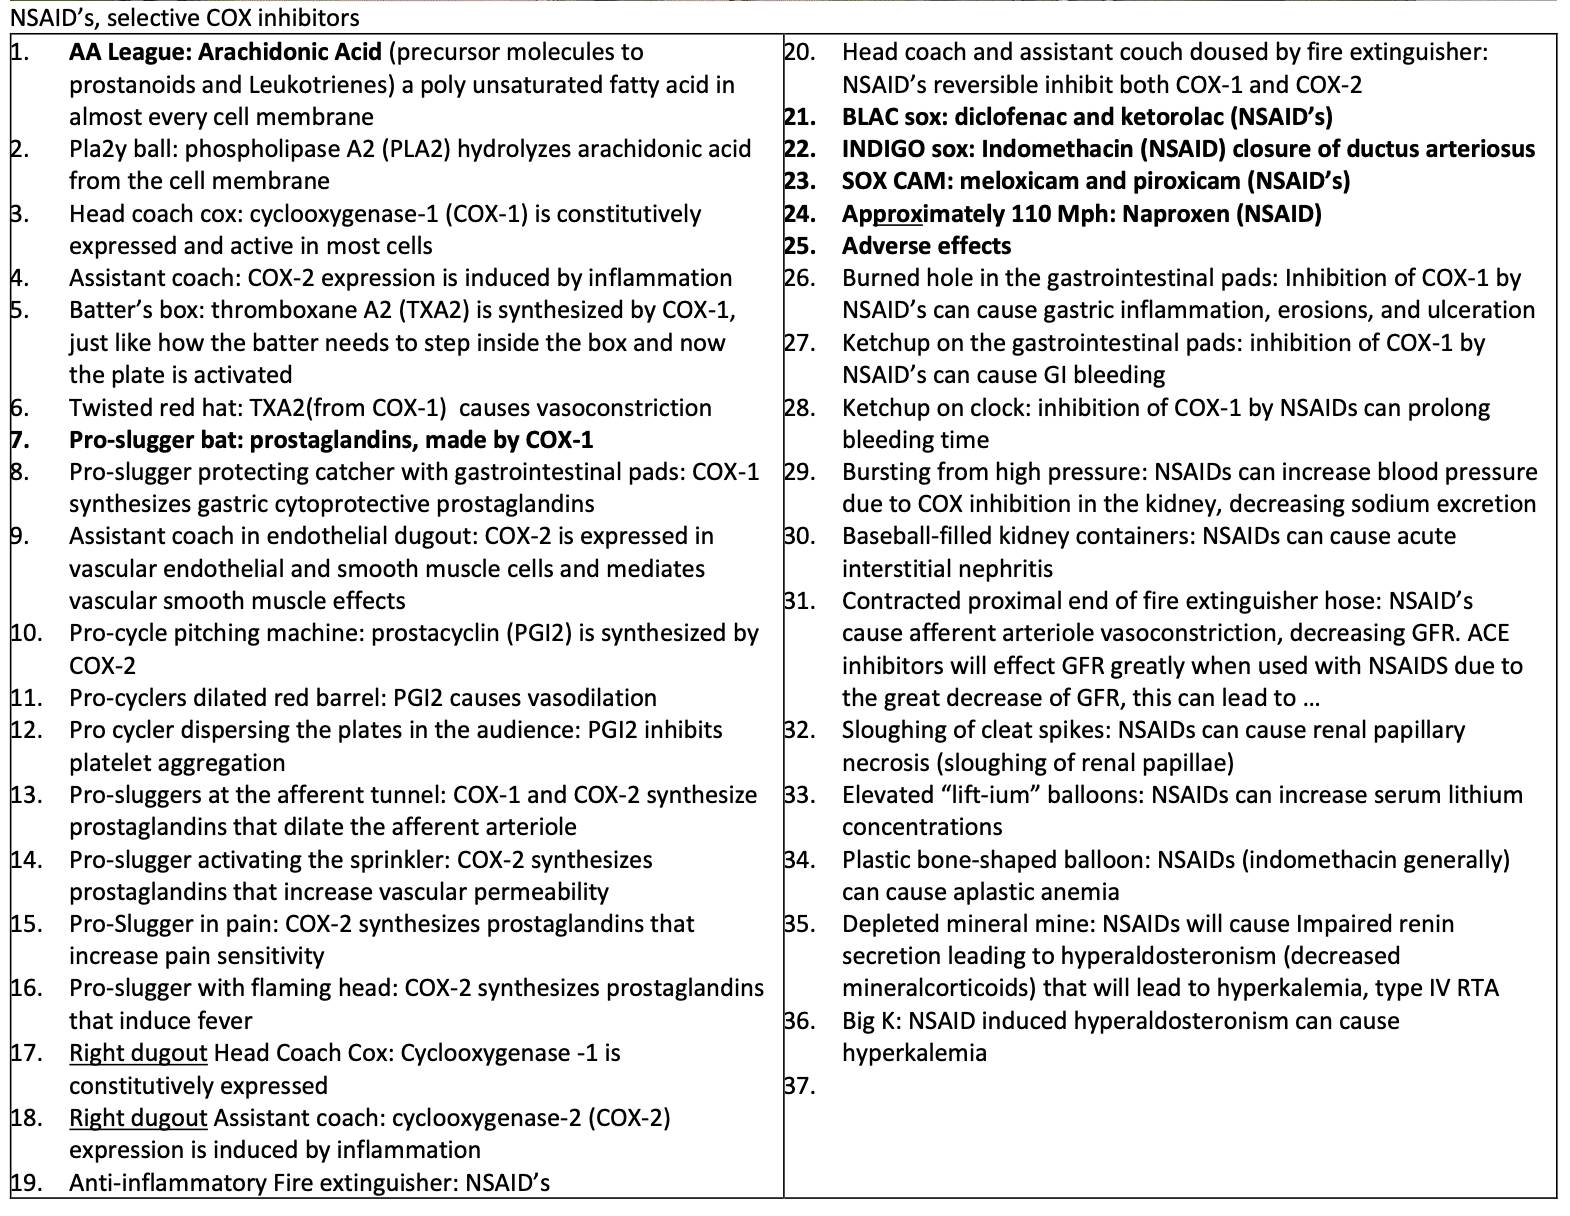 NSAID’s, selective COX inhibitors
1. AA League: Arachidonic Acid (precursor molecules to
prostanoids and Leukotrienes) a poly unsaturated fatty acid in
almost every cell membrane
2. Pla2y ball: phospholipase A2 (PLA2) hydrolyzes arachidonic acid
from the cell membrane
3. Head coach cox: cyclooxygenase-1 (COX-1) is constitutively
expressed and active in most cells
4. Assistant coach: COX-2 expression is induced by inflammation
5. Batter’s box: thromboxane A2 (TXA2) is synthesized by COX-1,
just like how the batter needs to step inside the box and now
the plate is activated
6. Twisted red hat: TXA2(from COX-1) causes vasoconstriction
7. Pro-slugger bat: prostaglandins, made by COX-1
8. Pro-slugger protecting catcher with gastrointestinal pads: COX-1
synthesizes gastric cytoprotective prostaglandins
9. Assistant coach in endothelial dugout: COX-2 is expressed in
vascular endothelial and smooth muscle cells and mediates
vascular smooth muscle effects
10. Pro-cycle pitching machine: prostacyclin (PGI2) is synthesized by
COX-2
11. Pro-cyclers dilated red barrel: PGI2 causes vasodilation
12. Pro cycler dispersing the plates in the audience: PGI2 inhibits
platelet aggregation
13. Pro-sluggers at the afferent tunnel: COX-1 and COX-2 synthesize
prostaglandins that dilate the afferent arteriole
14. Pro-slugger activating the sprinkler: COX-2 synthesizes
prostaglandins that increase vascular permeability
15. Pro-Slugger in pain: COX-2 synthesizes prostaglandins that
increase pain sensitivity
16. Pro-slugger with flaming head: COX-2 synthesizes prostaglandins
that induce fever
17. Right dugout Head Coach Cox: Cyclooxygenase -1 is
constitutively expressed
18. Right dugout Assistant coach: cyclooxygenase-2 (COX-2)
expression is induced by inflammation
19. Anti-inflammatory Fire extinguisher: NSAID’s
20. Head coach and assistant couch doused by fire extinguisher:
NSAID’s reversible inhibit both COX-1 and COX-2
21. BLAC sox: diclofenac and ketorolac (NSAID’s)
22. INDIGO sox: Indomethacin (NSAID) closure of ductus arteriosus
23. SOX CAM: meloxicam and piroxicam (NSAID’s)
24. Approximately 110 Mph: Naproxen (NSAID)
25. Adverse effects
26. Burned hole in the gastrointestinal pads: Inhibition of COX-1 by
NSAID’s can cause gastric inflammation, erosions, and ulceration
27. Ketchup on the gastrointestinal pads: inhibition of COX-1 by
NSAID’s can cause GI bleeding
28. Ketchup on clock: inhibition of COX-1 by NSAIDs can prolong
bleeding time
29. Bursting from high pressure: NSAIDs can increase blood pressure
due to COX inhibition in the kidney, decreasing sodium excretion
30. Baseball-filled kidney containers: NSAIDs can cause acute
interstitial nephritis
31. Contracted proximal end of fire extinguisher hose: NSAID’s
cause afferent arteriole vasoconstriction, decreasing GFR. ACE
inhibitors will effect GFR greatly when used with NSAIDS due to
the great decrease of GFR, this can lead to ...
32. Sloughing of cleat spikes: NSAIDs can cause renal papillary
necrosis (sloughing of renal papillae)
33. Elevated “lift-ium” balloons: NSAIDs can increase serum lithium
concentrations
34. Plastic bone-shaped balloon: NSAIDs (indomethacin generally)
can cause aplastic anemia
35. Depleted mineral mine: NSAIDs will cause Impaired renin
secretion leading to hyperaldosteronism (decreased
mineralcorticoids) that will lead to hyperkalemia, type IV RTA
36. Big K: NSAID induced hyperaldosteronism can cause
hyperkalemia
37.